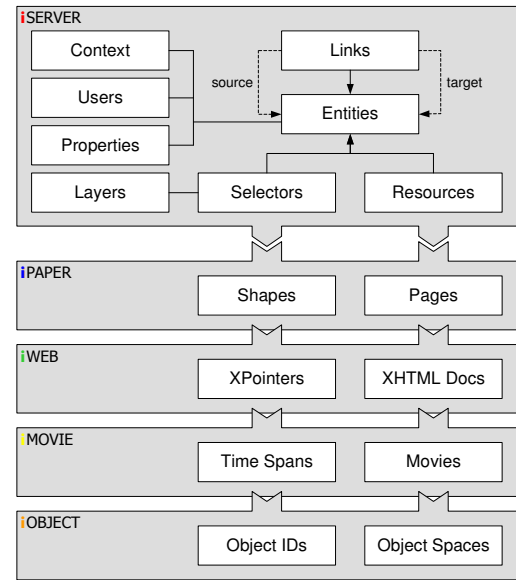 iSERVER
Context
Links
source
target
Users
Entities
Properties
Layers
Selectors
Resources
iPAPER
Shapes
Pages
iWEB
XPointers
XHTML Docs
iMOVIE
Time Spans
Movies
iOBJECT
Object IDs
Object Spaces